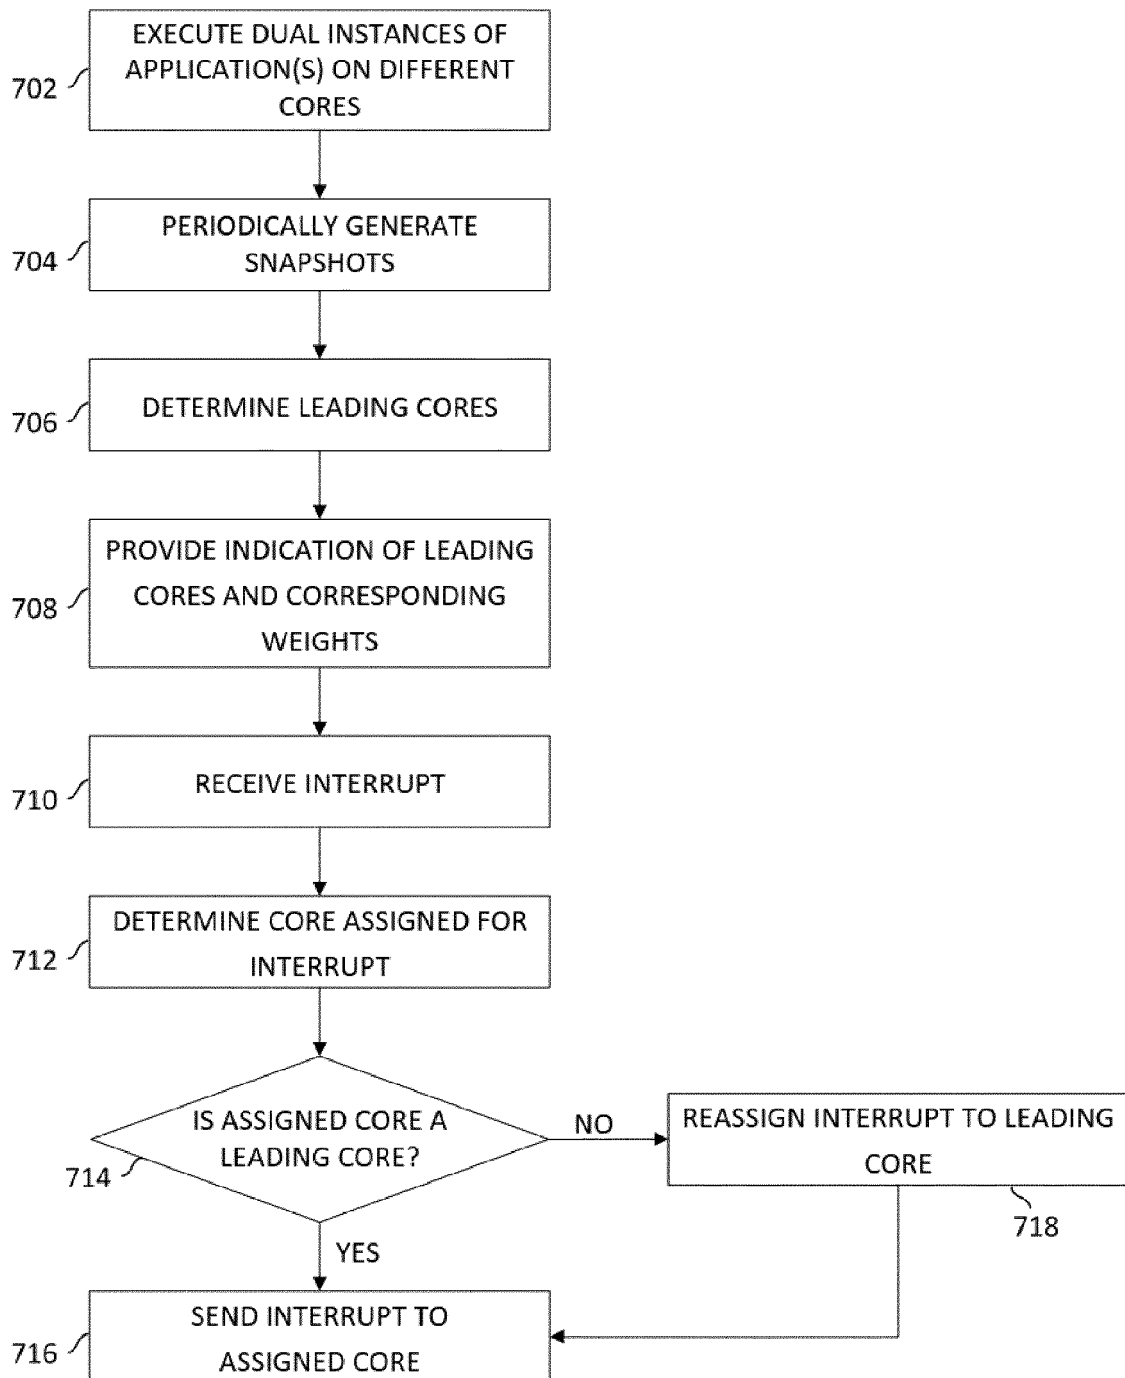 EXECUTE DUAL INSTANCES OF
APPLICATION(S) ON DIFFERENT
CORES
702
PERIODICALLY GENERATE
SNAPSHOTS
704
DETERMINE LEADING CORES
706
PROVIDE INDICATION OF LEADING
CORES AND CORRESPONDING
WEIGHTS
708
RECEIVE INTERRUPT
710
DETERMINE CORE ASSIGNED FOR
INTERRUPT
712
IS ASSIGNED CORE A
LEADING CORE?
714
NO
REASSIGN INTERRUPT TO LEADING
CORE
718
YES
SEND INTERRUPT TO
ASSIGNED CORE
716